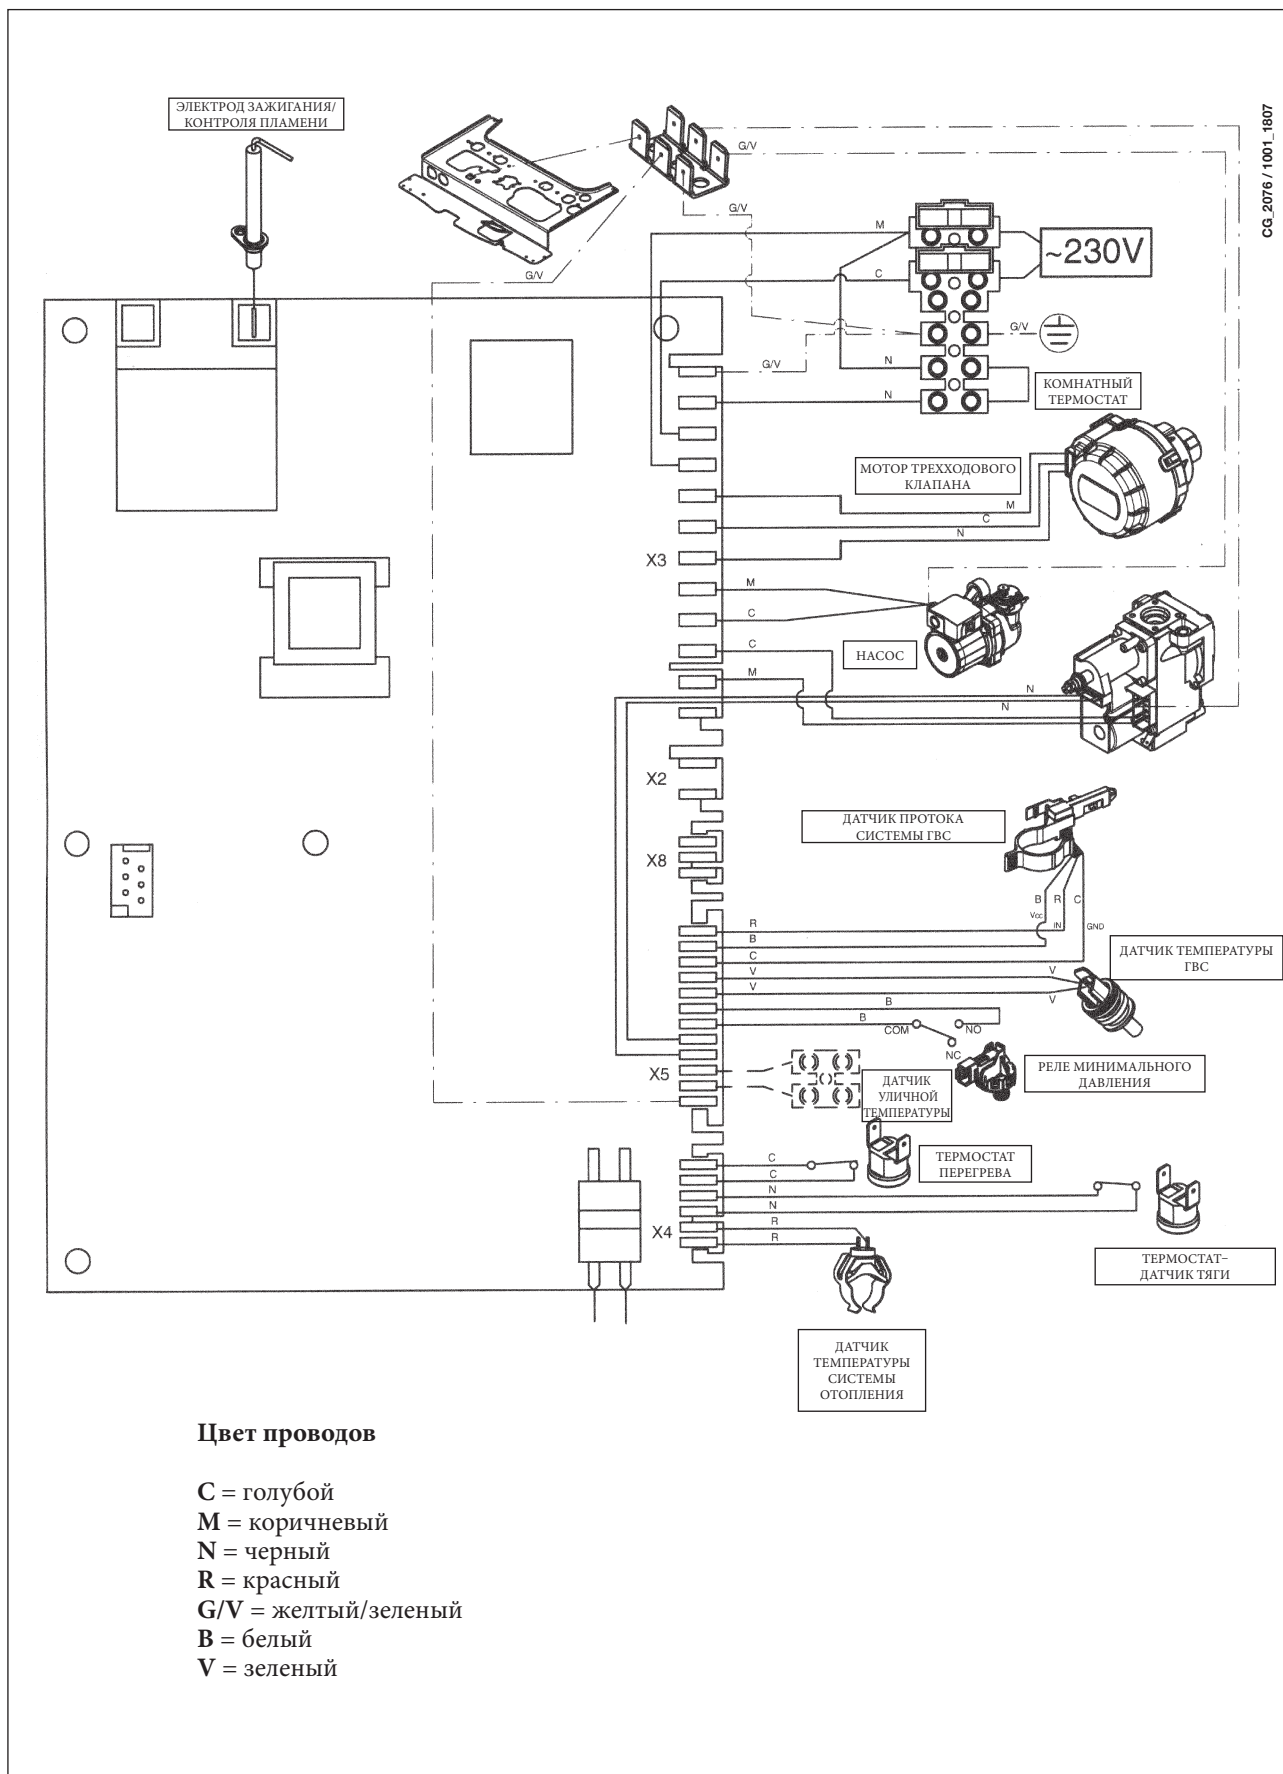 CG_2076 / 1001_1807
ЭЛЕКТРОД ЗАЖИГАНИЯ/
КОНТРОЛЯ ПЛАМЕНИ
G/V
G/V
G/V
M
~230V
C
G/V
G/V
N
N
КОМНАТНЫЙ
ТЕРМОСТАТ
МОТОР ТРЕХХОДОВОГО
КЛАПАНА
M
C
N
X3
M
C
НАСОС
C
M
N
N
X2
ДАТЧИК ПРОТОКА
СИСТЕМЫ ГВС
X8
B R C
Vcc
IN
GND
R
B
C
V
V
ДАТЧИК ТЕМПЕРАТУРЫ
ГВС
V
V
B
B
COM
NO
NC
X5
ДАТЧИК
УЛИЧНОЙ
ТЕМПЕРАТУРЫ
РЕЛЕ МИНИМАЛЬНОГО
ДАВЛЕНИЯ
C
C
N
N
R
R
X4
ТЕРМОСТАТ
ПЕРЕГРЕВА
ТЕРМОСТАТ–
ДАТЧИК ТЯГИ
ДАТЧИК
ТЕМПЕРАТУРЫ
СИСТЕМЫ
ОТОПЛЕНИЯ
Цвет проводов
C = голубой
M = коричневый
N = черный
R = красный
G/V = желтый/зеленый
B = белый
V = зеленый